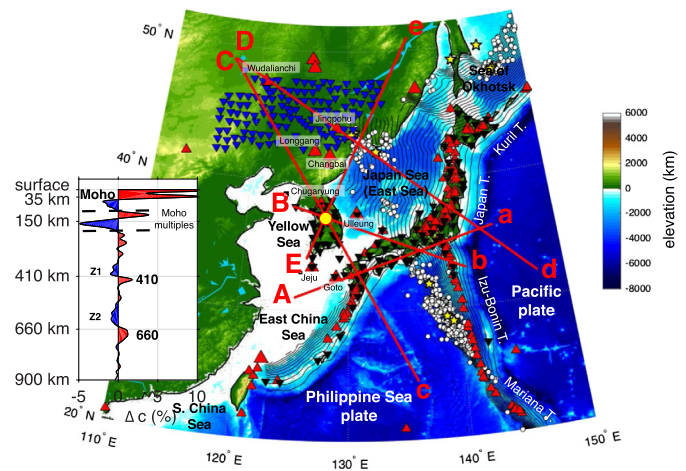 50° N
D
C
e
Wudalianchi
Sea of
Okhotsk
Jingpohu
40° N
Longgang
Changbai
Kuril T.
surface
Moho
35 km
Moho
multiples
150 km
Z1
410 km
410
Z2
660 km
660
900 km
-5
0
5
10
Δ c (%)
Japan Sea
(East Sea)
Chugaryung
B
Ulleung
Yellow
Sea
E
Jeju
Goto
A
Japan T.
a
b
d
Izu-Bonin T.
Pacific
plate
East China
Sea
c
Philippine Sea
plate
Mariana T.
S. China
Sea
20° N
110° E
120° E
130° E
140° E
150° E
6000
4000
2000
0
-2000
-4000
-6000
-8000
elevation (km)